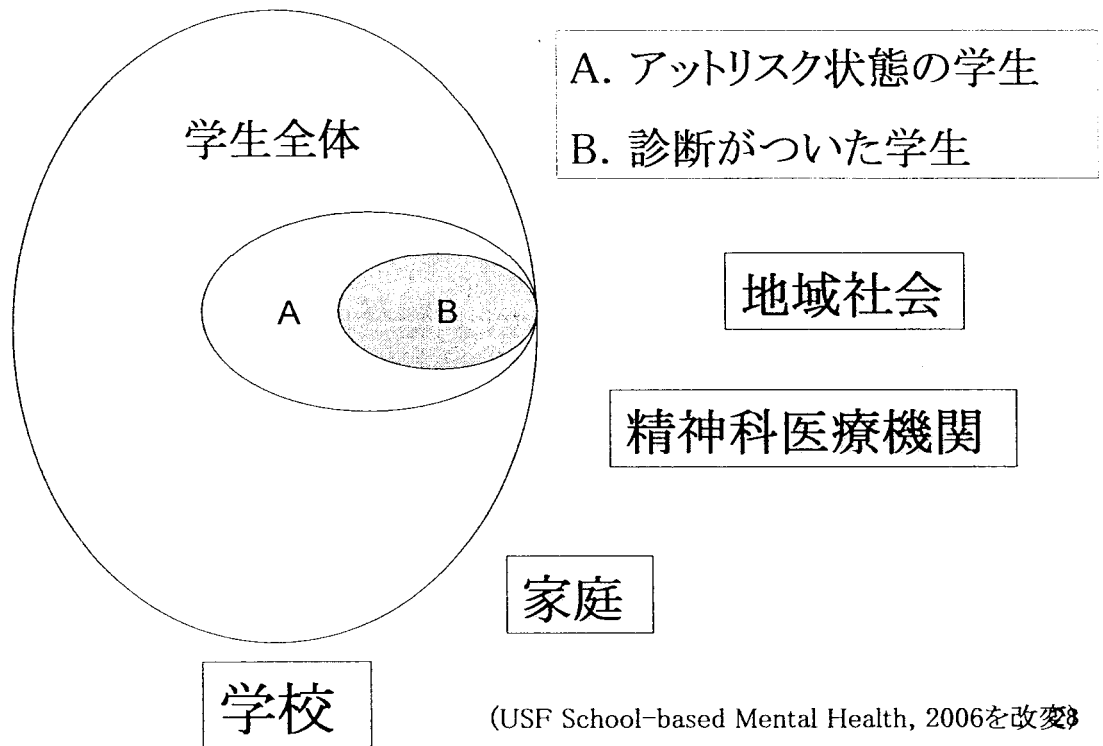 A. アットリスク状態の学生
B. 診断がついた学生
学生全体
A
B
地域社会
精神科医療機関
家庭
学校
(USF School-based Mental Health, 2006を改変)
28